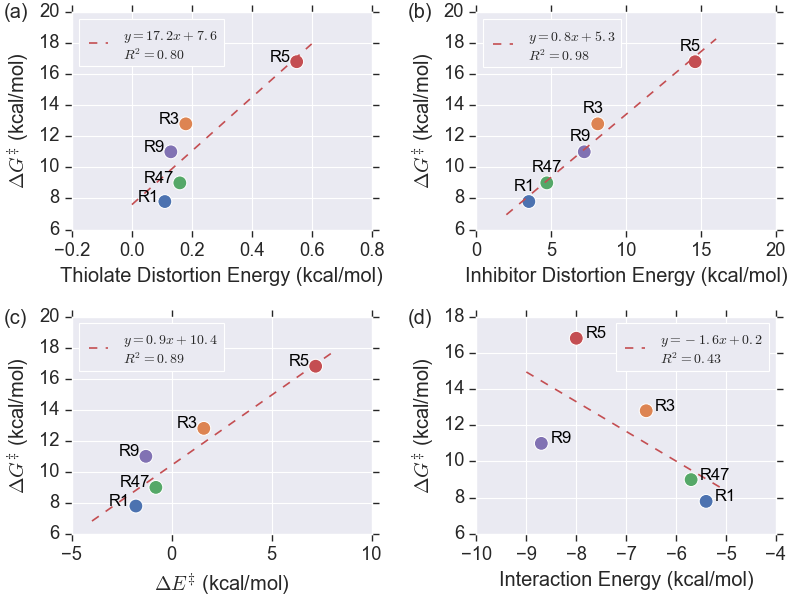 (a)
20
18
16
14
12
10
8
6
ΔG‡ (kcal/mol)
y = 17.2x + 7.6
R² = 0.80
R5
R3
R9
R47
R1
−0.2 0.0 0.2 0.4 0.6 0.8
Thiolate Distortion Energy (kcal/mol)
(b)
20
18
16
14
12
10
8
6
ΔG‡ (kcal/mol)
y = 0.8x + 5.3
R² = 0.98
R5
R3
R9
R47
R1
0 5 10 15 20
Inhibitor Distortion Energy (kcal/mol)
(c)
20
18
16
14
12
10
8
6
ΔG‡ (kcal/mol)
y = 0.9x + 10.4
R² = 0.89
R5
R3
R9
R47
R1
−5 0 5 10
ΔE‡ (kcal/mol)
(d)
18
16
14
12
10
8
6
ΔG‡ (kcal/mol)
y = − 1.6x + 0.2
R² = 0.43
R5
R3
R9
R47
R1
−10 −9 −8 −7 −6 −5 −4
Interaction Energy (kcal/mol)